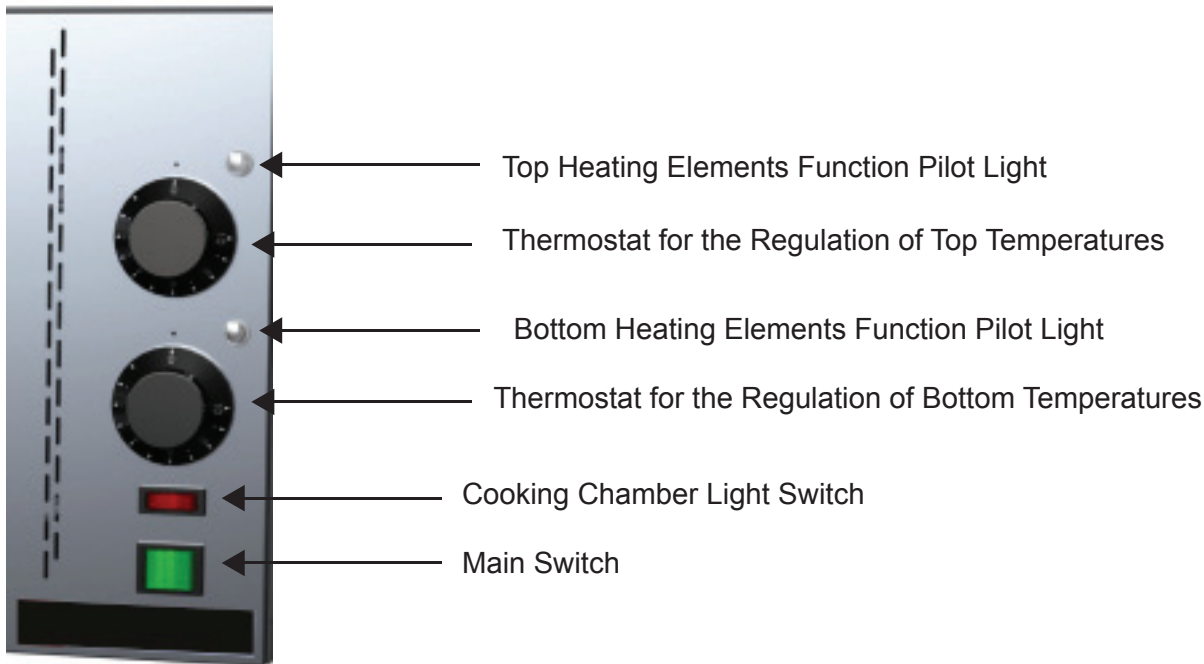 Top Heating Elements Function Pilot Light
Thermostat for the Regulation of Top Temperatures
Bottom Heating Elements Function Pilot Light
Thermostat for the Regulation of Bottom Temperatures
Cooking Chamber Light Switch
Main Switch